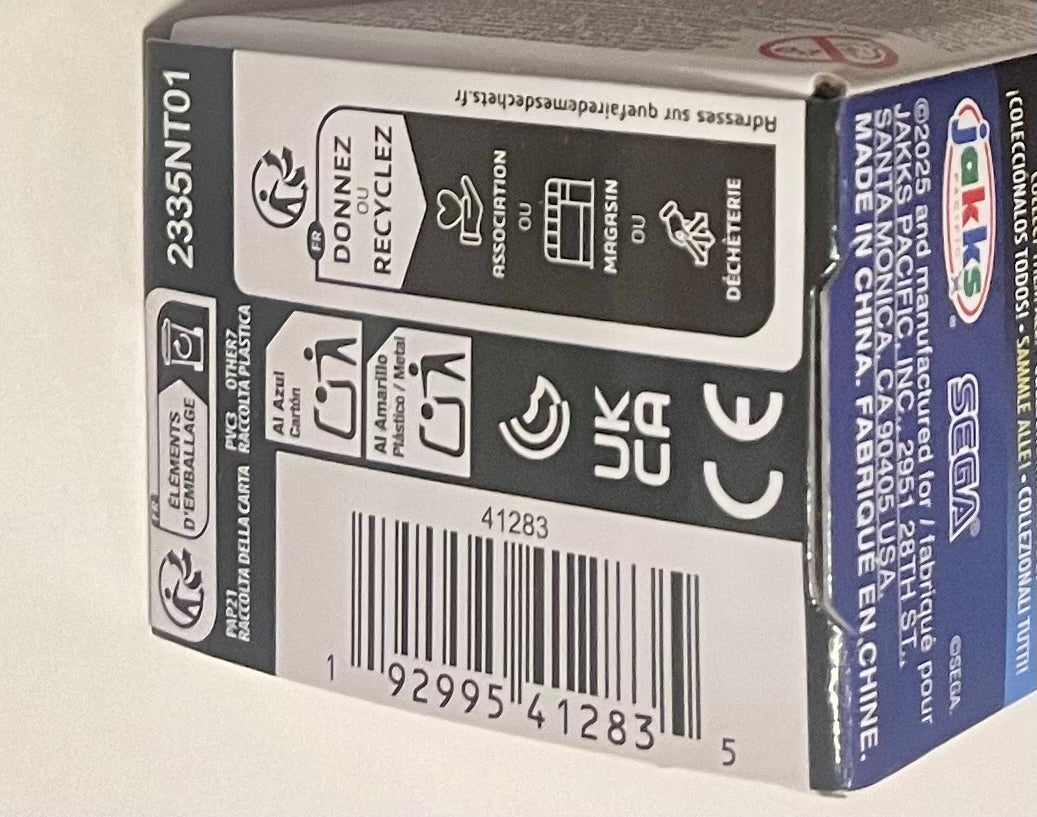 2335NT01
ÉLÉMENTS
D'EMBALLAGE
PAP21
RACCOLTA DELLA CARTA
PVC3 OTHER7
RACCOLTA PLASTICA
FR
DONNEZ
OU
RECYCLEZ
ASSOCIATION
OU
MAGASIN
OU
DÉCHÈTERIE
Adresses sur quefairedemesdechets.fr
Al Azul
Cartón
Al Amarillo
Plástico / Metal
UK
CA
CE
41283
1 92995 41283 5
©2025 and manufactured for / fabriqué pour
JAKKS PACIFIC, INC., 2951 28TH ST.,
SANTA MONICA, CA 90405 USA.
MADE IN CHINA. FABRIQUÉ EN CHINE.
jakks
PACIFIC
SEGA®
©SEGA.
¡COLECCIÓNALOS TODOS! • SAMMLE ALLE! • COLLEZIONALI TUTTI!